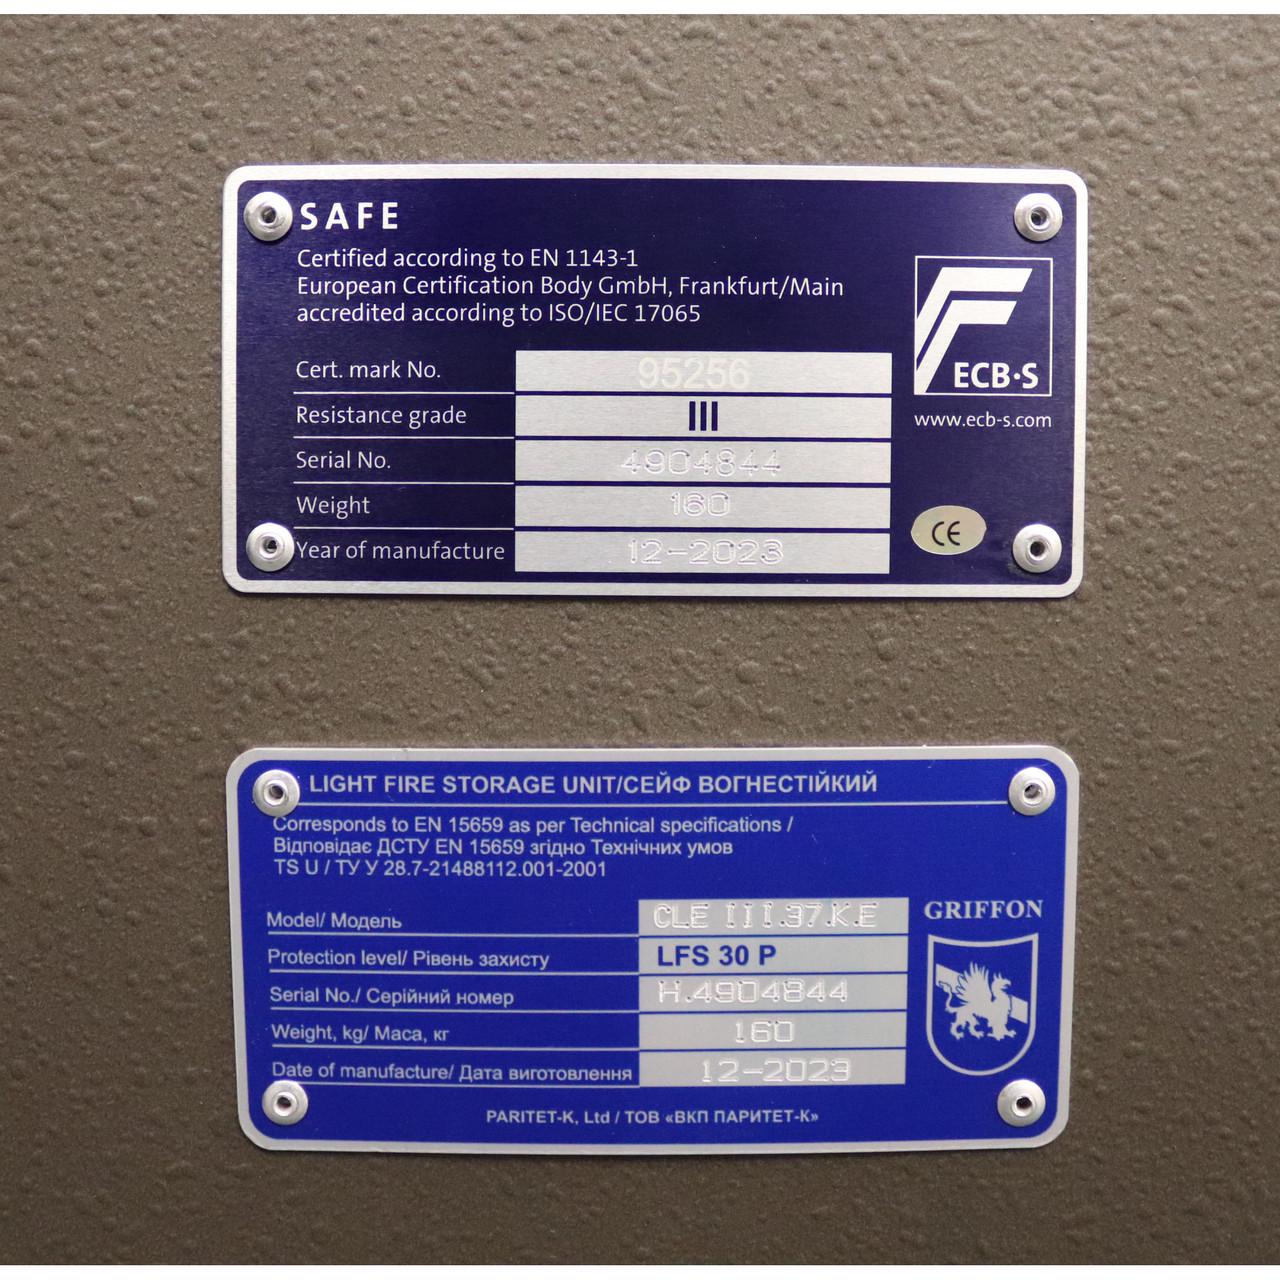 SAFE
Certified according to EN 1143-1
European Certification Body GmbH, Frankfurt/Main
accredited according to ISO/IEC 17065
Cert. mark No. 95256
Resistance grade III
Serial No. 4904844
Weight 160
Year of manufacture 12-2023
ECB·S
www.ecb-s.com
CE
LIGHT FIRE STORAGE UNIT/СЕЙФ ВОГНЕСТІЙКИЙ
Corresponds to EN 15659 as per Technical specifications /
Відповідає ДСТУ EN 15659 згідно Технічних умов
TS U / ТУ У 28.7-21488112.001-2001
Model/ Модель CLE III.37.K.E
Protection level/ Рівень захисту LFS 30 P
Serial No./ Серійний номер H.4904844
Weight, kg/ Маса, кг 160
Date of manufacture/ Дата виготовлення 12-2023
GRIFFON
PARITET-K, Ltd / ТОВ «ВКП ПАРИТЕТ-К»